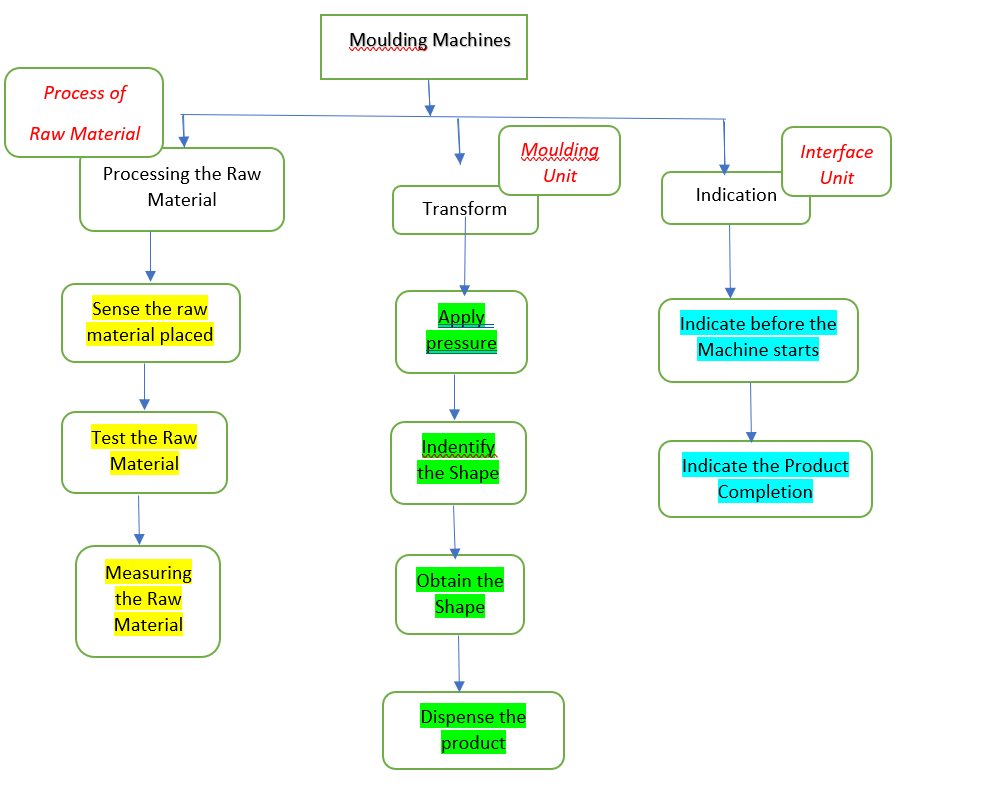 Moulding Machines
Process of
Raw Material
Processing the Raw
Material
Sense the raw
material placed
Test the Raw
Material
Measuring
the Raw
Material
Moulding
Unit
Transform
Apply
pressure
Indentify
the Shape
Obtain the
Shape
Dispense the
product
Interface
Unit
Indication
Indicate before the
Machine starts
Indicate the Product
Completion